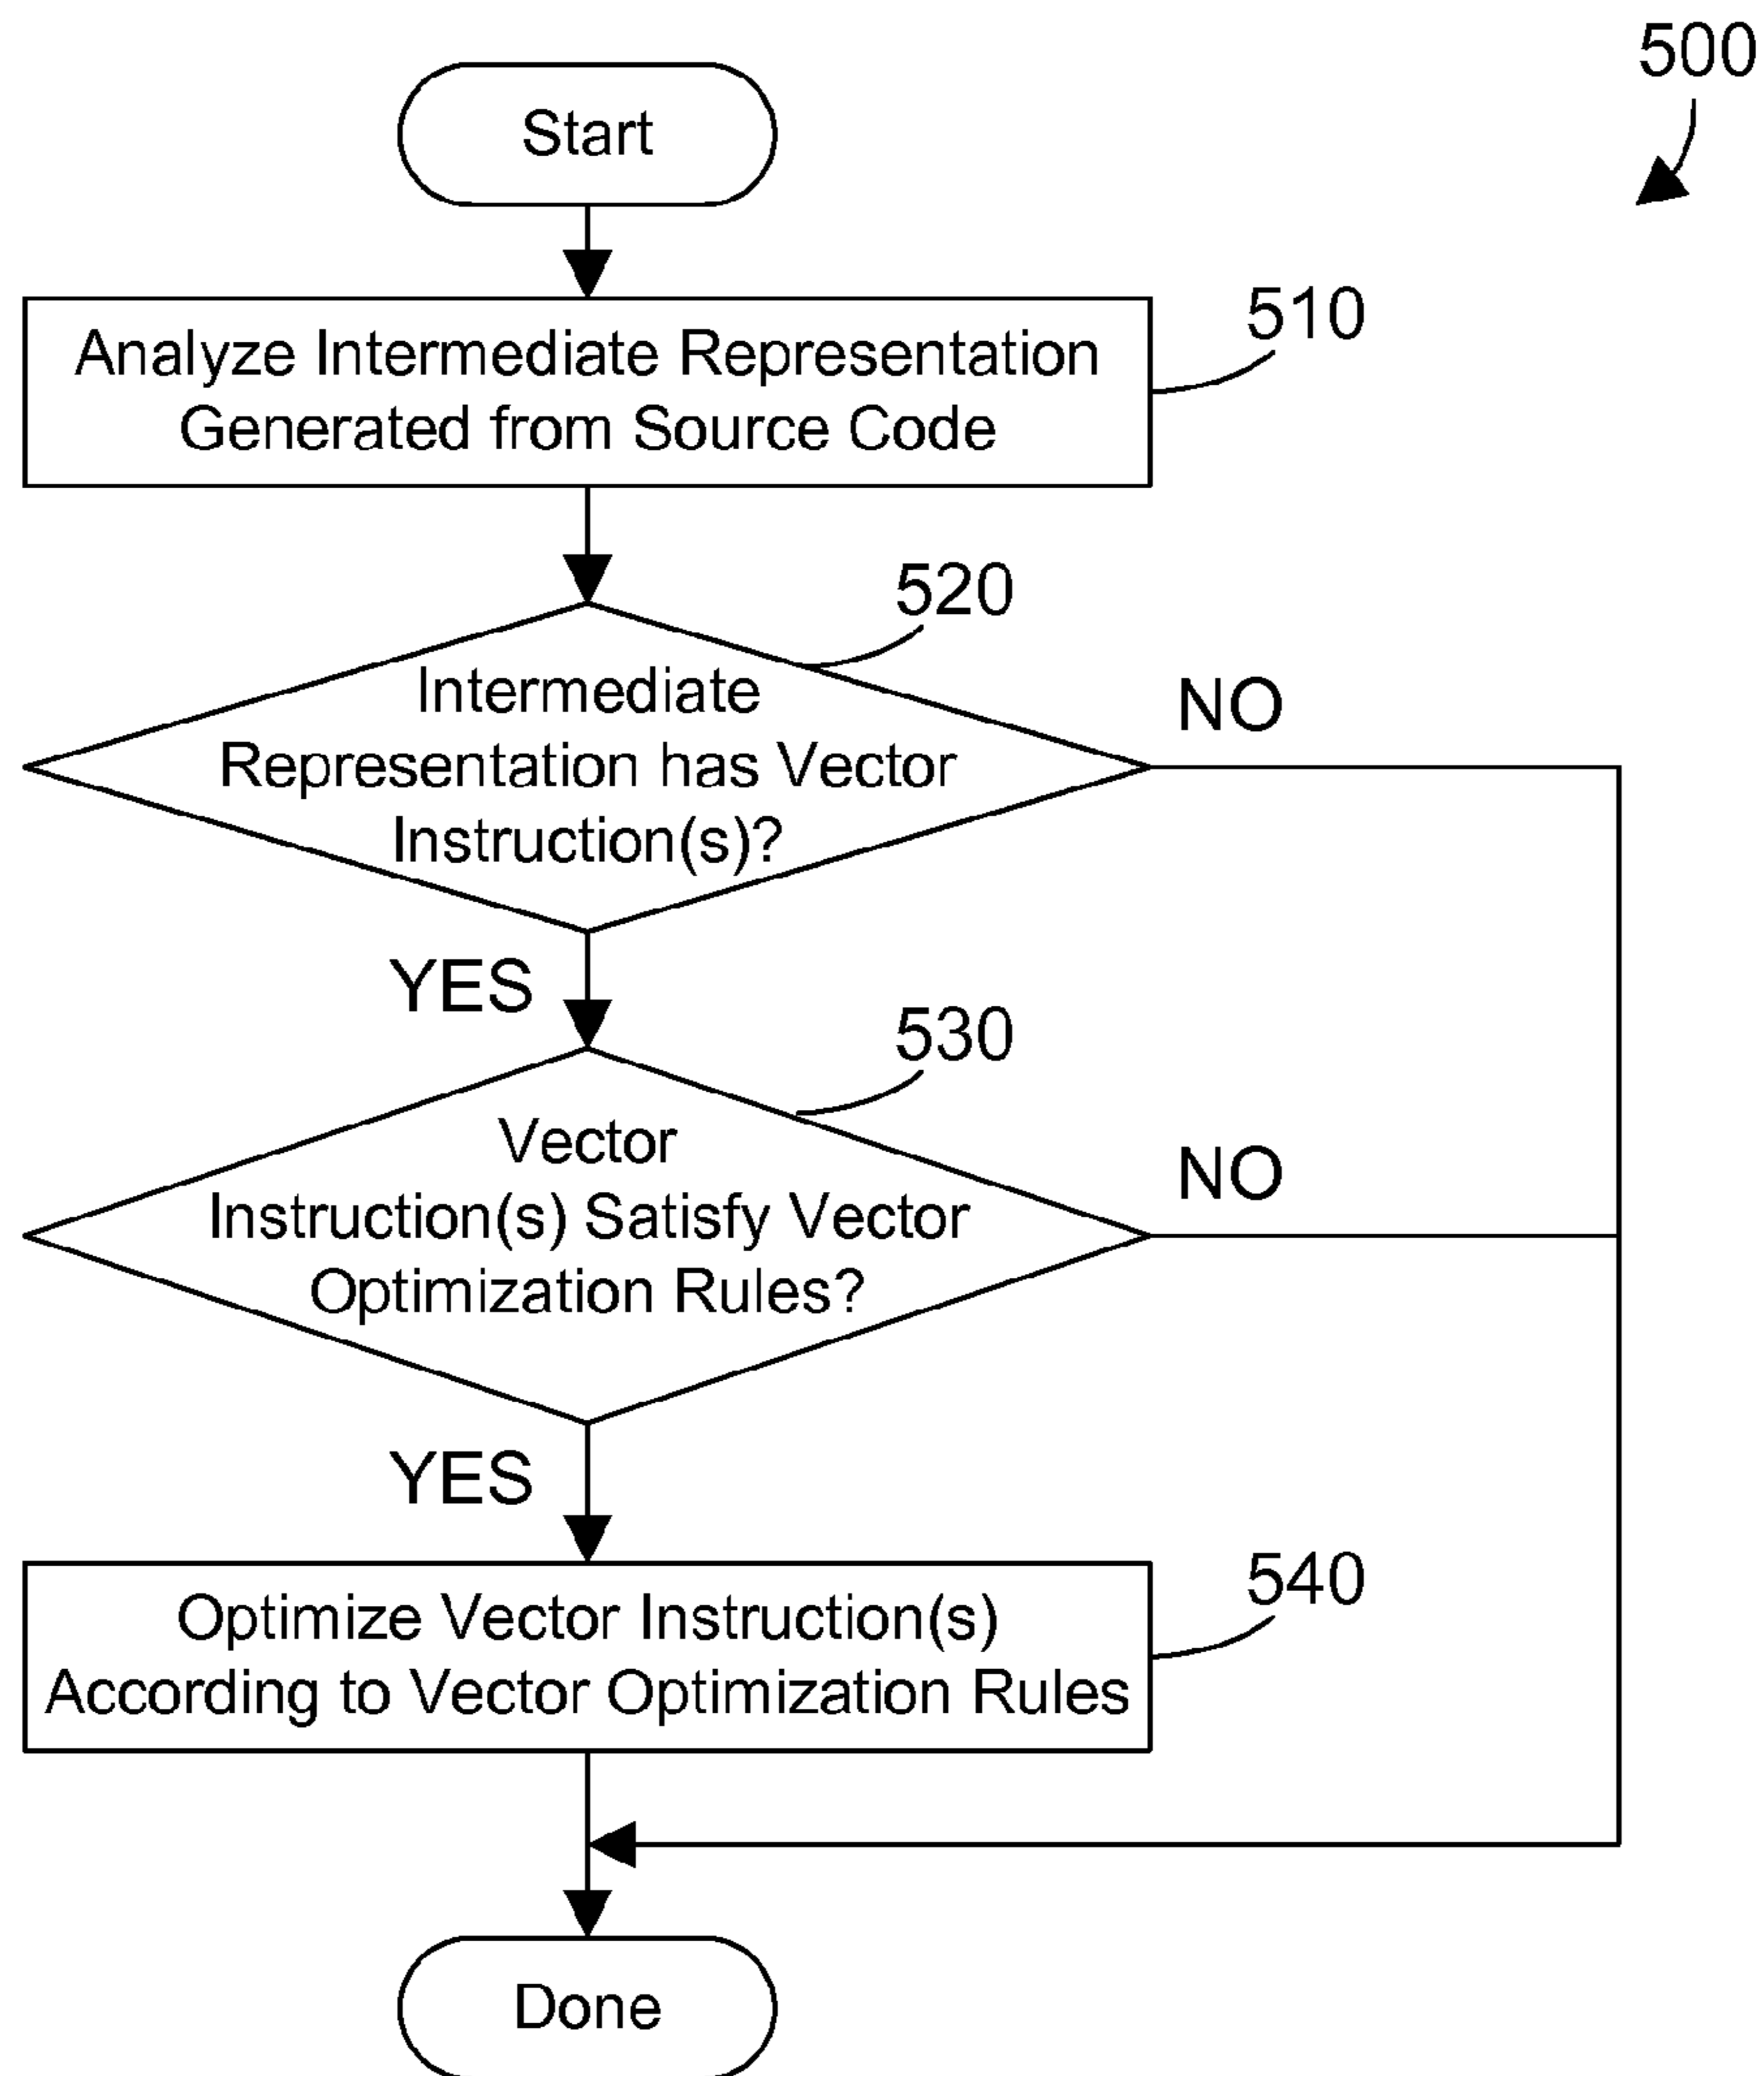 500
Start
510
Analyze Intermediate Representation
Generated from Source Code
520
Intermediate
Representation has Vector
Instruction(s)?
NO
YES
530
Vector
Instruction(s) Satisfy Vector
Optimization Rules?
NO
YES
540
Optimize Vector Instruction(s)
According to Vector Optimization Rules
Done